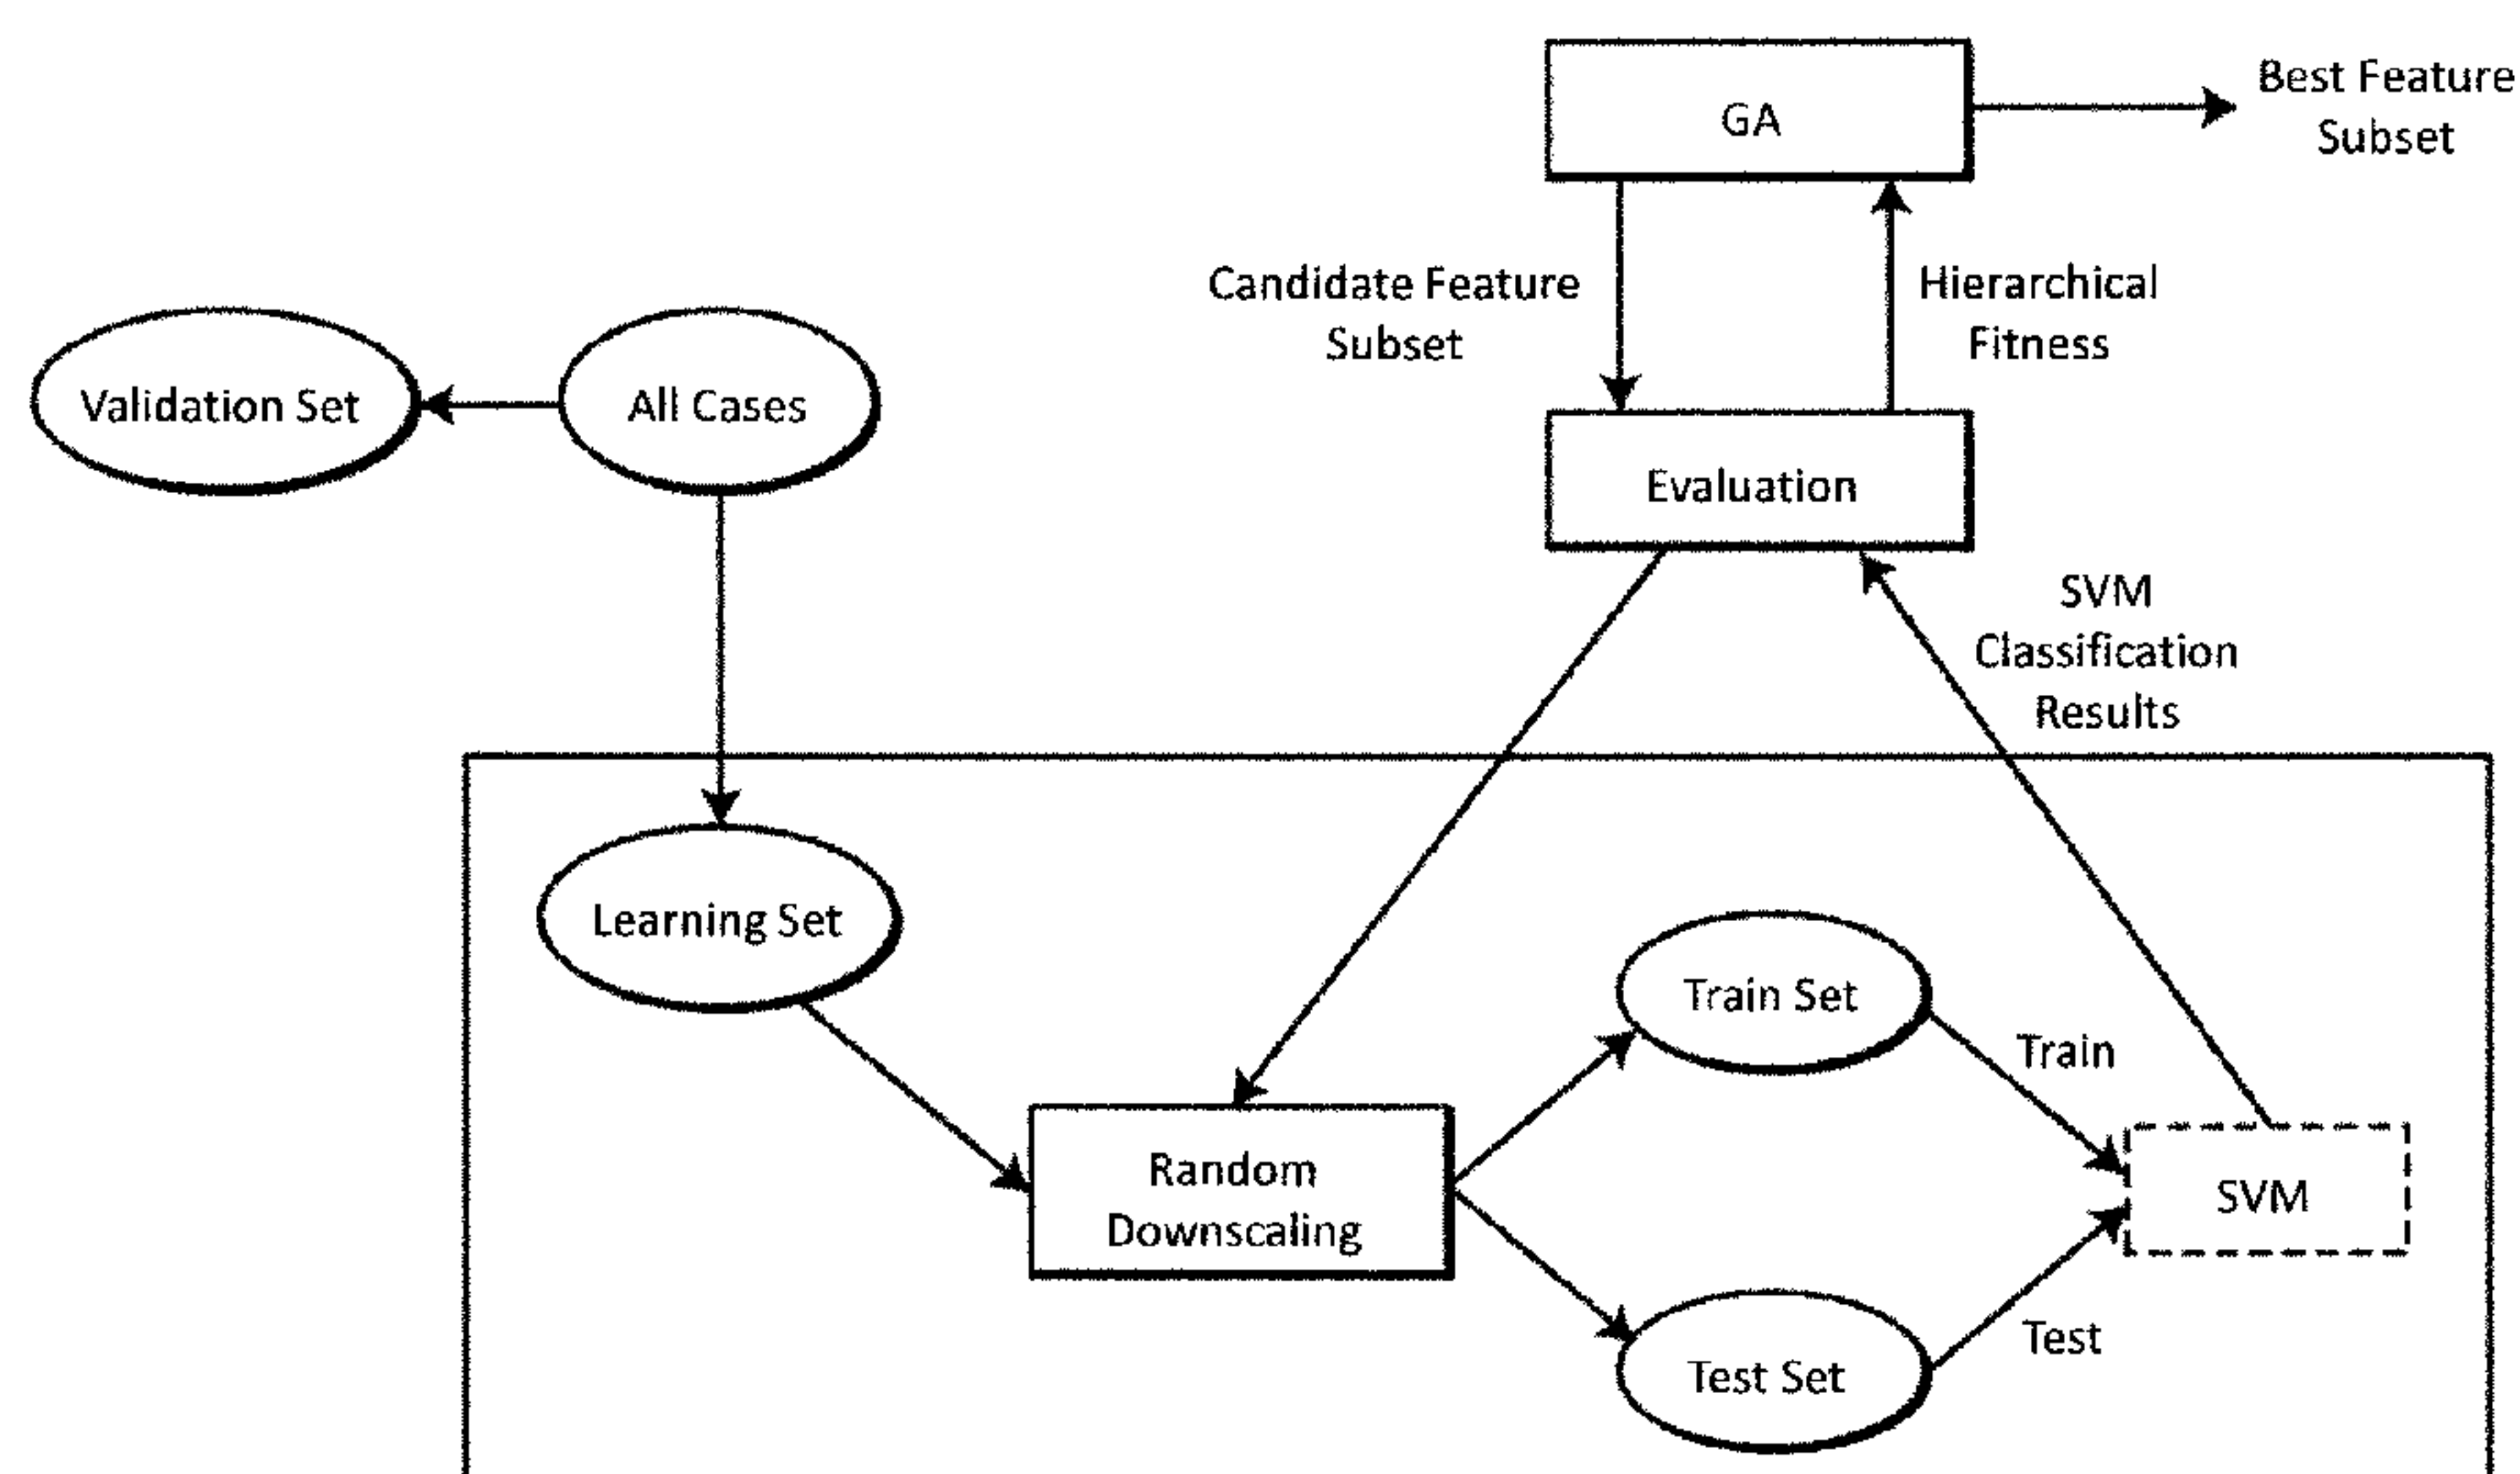 GA
Best Feature
Subset
Candidate Feature
Subset
Hierarchical
Fitness
Validation Set
All Cases
Evaluation
SVM
Classification
Results
Learning Set
Train Set
Train
Random
Downscaling
SVM
Test Set
Test